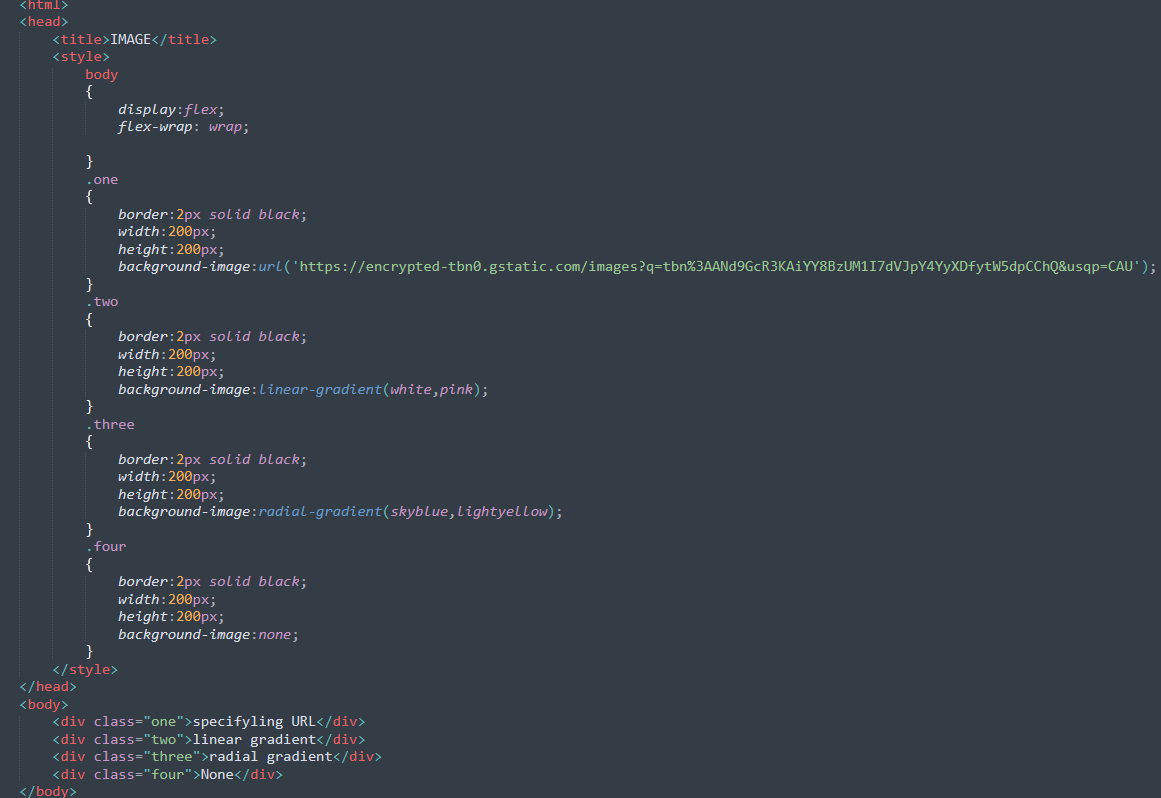 <html>
<head>
    <title>IMAGE</title>
    <style>
        body
        {
            display:flex;
            flex-wrap: wrap;

        }
        .one
        {
            border:2px solid black;
            width:200px;
            height:200px;
            background-image:url('https://encrypted-tbn0.gstatic.com/images?q=tbn%3AANd9GcR3KAiYY8BzUM1I7dVJpY4YyXDfytW5dpCChQ&usqp=CAU');
        }
        .two
        {
            border:2px solid black;
            width:200px;
            height:200px;
            background-image:linear-gradient(white,pink);
        }
        .three
        {
            border:2px solid black;
            width:200px;
            height:200px;
            background-image:radial-gradient(skyblue,lightyellow);
        }
        .four
        {
            border:2px solid black;
            width:200px;
            height:200px;
            background-image:none;
        }
    </style>
</head>
<body>
    <div class="one">specifyling URL</div>
    <div class="two">linear gradient</div>
    <div class="three">radial gradient</div>
    <div class="four">None</div>
</body>